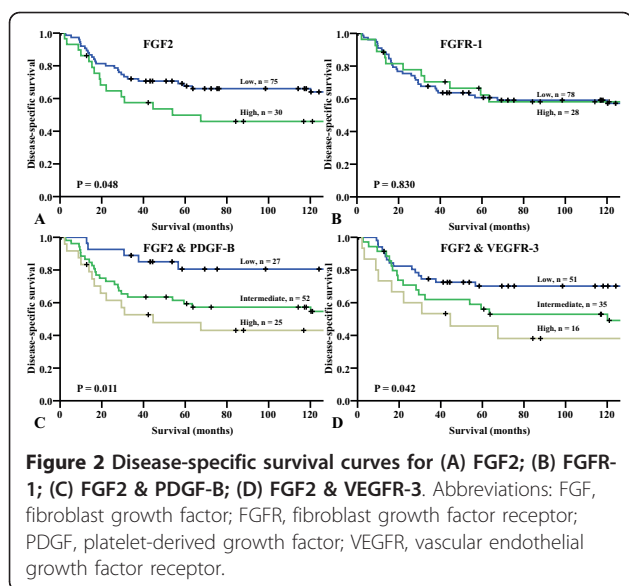 FGF2
Disease-specific survival
1.0
0.8
0.6
0.4
0.2
0.0
Low, n = 75
High, n = 30
P = 0.048
0 20 40 60 80 100 120
A
Survival (months)
FGFR-1
Disease-specific survival
1.0
0.8
0.6
0.4
0.2
0.0
Low, n = 78
High, n = 28
P = 0.830
0 20 40 60 80 100 120
B
Survival (months)
FGF2 & PDGF-B
Disease-specific survival
1.0
0.8
0.6
0.4
0.2
0.0
Low, n = 27
Intermediate, n = 52
High, n = 25
P = 0.011
0 20 40 60 80 100 120
C
Survival (months)
FGF2 & VEGFR-3
Disease-specific survival
1.0
0.8
0.6
0.4
0.2
0.0
Low, n = 51
Intermediate, n = 35
High, n = 16
P = 0.042
0 20 40 60 80 100 120
D
Survival (months)
Figure 2 Disease-specific survival curves for (A) FGF2; (B) FGFR-
1; (C) FGF2 & PDGF-B; (D) FGF2 & VEGFR-3. Abbreviations: FGF,
fibroblast growth factor; FGFR, fibroblast growth factor receptor;
PDGF, platelet-derived growth factor; VEGFR, vascular endothelial
growth factor receptor.